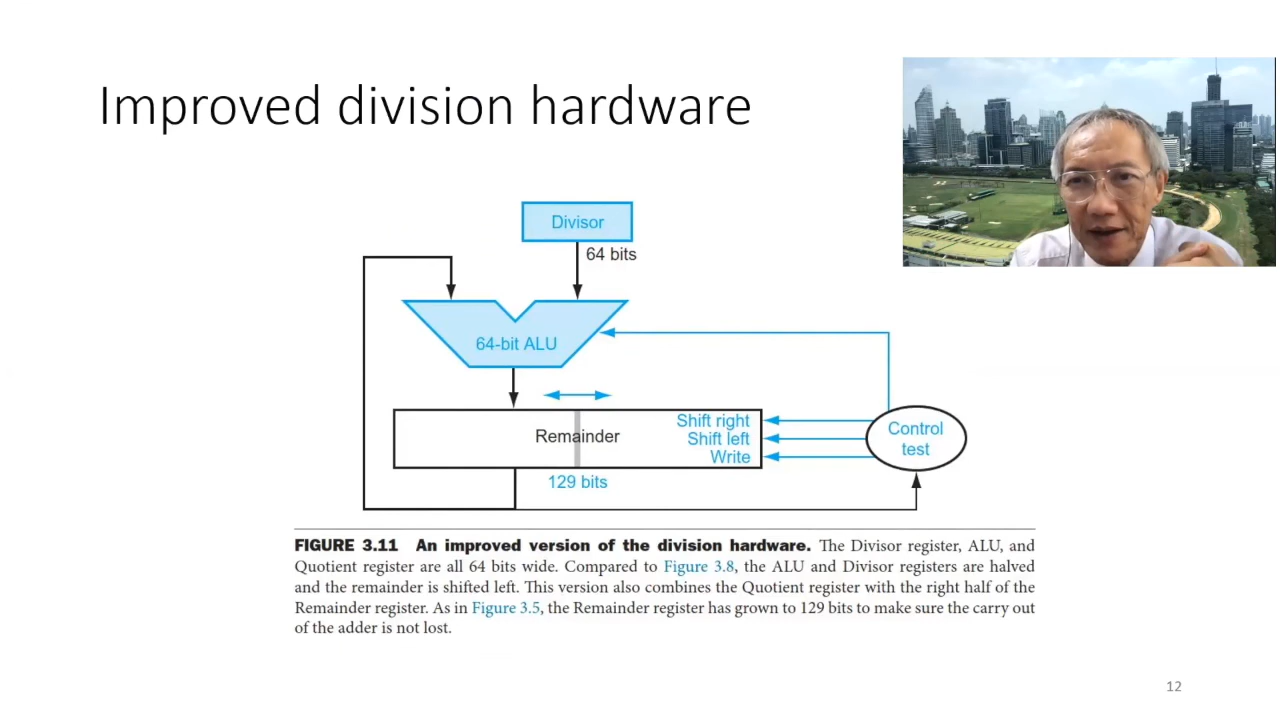 Improved division hardware
Divisor
64 bits
64-bit ALU
Remainder
Shift right
Shift left
Write
Control
test
129 bits
FIGURE 3.11 An improved version of the division hardware. The Divisor register, ALU, and
Quotient register are all 64 bits wide. Compared to Figure 3.8, the ALU and Divisor registers are halved
and the remainder is shifted left. This version also combines the Quotient register with the right half of the
Remainder register. As in Figure 3.5, the Remainder register has grown to 129 bits to make sure the carry out
of the adder is not lost.
12